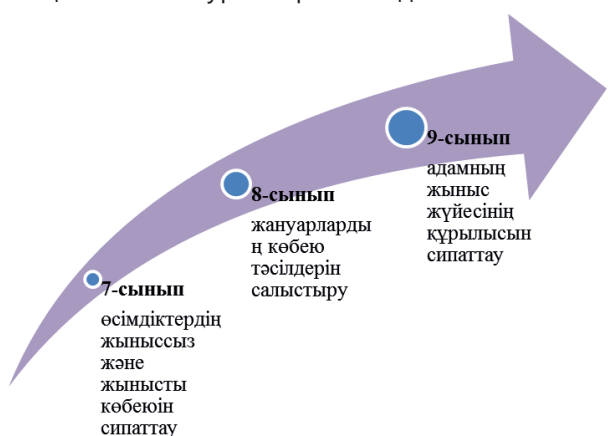 7-сынып
өсімдіктердің
жыныссыз
және
жынысты
көбеюін
сипаттау
8-сынып
жануарларды
ң көбею
тәсілдерін
салыстыру
9-сынып
адамның
жыныс
жүйесінің
құрылысын
сипаттау